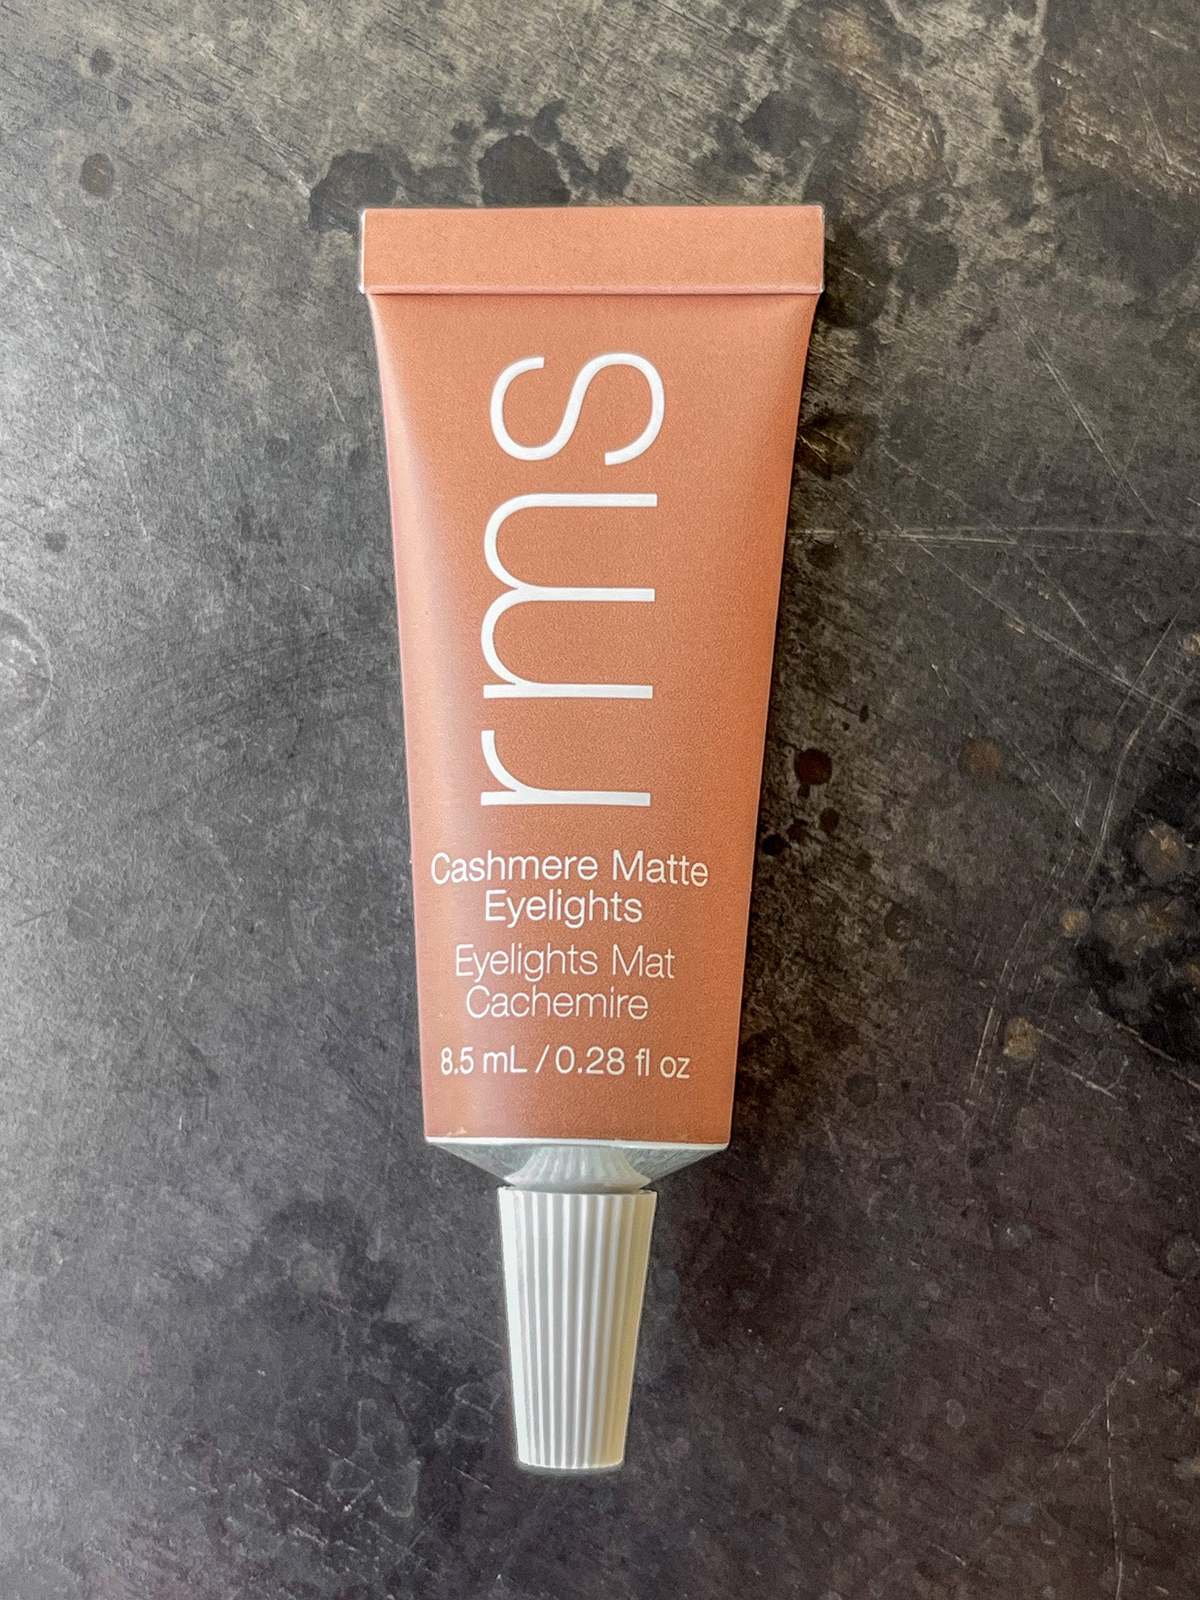 rms
Cashmere Matte
Eyelights
Eyelights Mat
Cachemire
8.5 mL / 0.28 fl oz